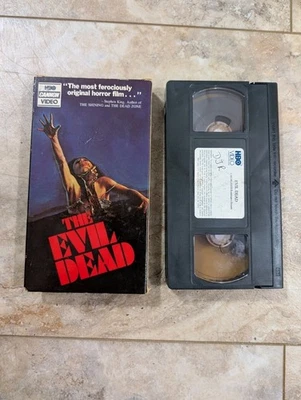 HBO
CANNON
VIDEO
"The most ferociously
original horror film..."
- Stephen King, Author of
THE SHINING and THE DEAD ZONE
THE
EVIL
DEAD
HBO
VIDEO
EVIL DEAD